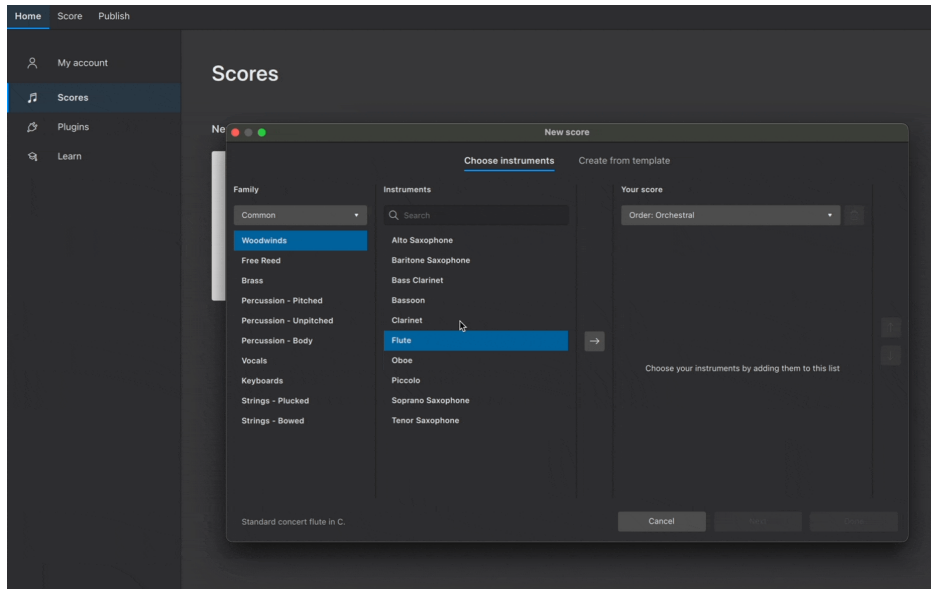 Home Score Publish
My account
Scores
Plugins
Learn
Scores
Ne
New score
Choose instruments Create from template
Family
Common
Woodwinds
Free Reed
Brass
Percussion - Pitched
Percussion - Unpitched
Percussion - Body
Vocals
Keyboards
Strings - Plucked
Strings - Bowed
Instruments
Search
Alto Saxophone
Baritone Saxophone
Bass Clarinet
Bassoon
Clarinet
Flute
Oboe
Piccolo
Soprano Saxophone
Tenor Saxophone
Your score
Order: Orchestral
Choose your instruments by adding them to this list
Standard concert flute in C.
Cancel